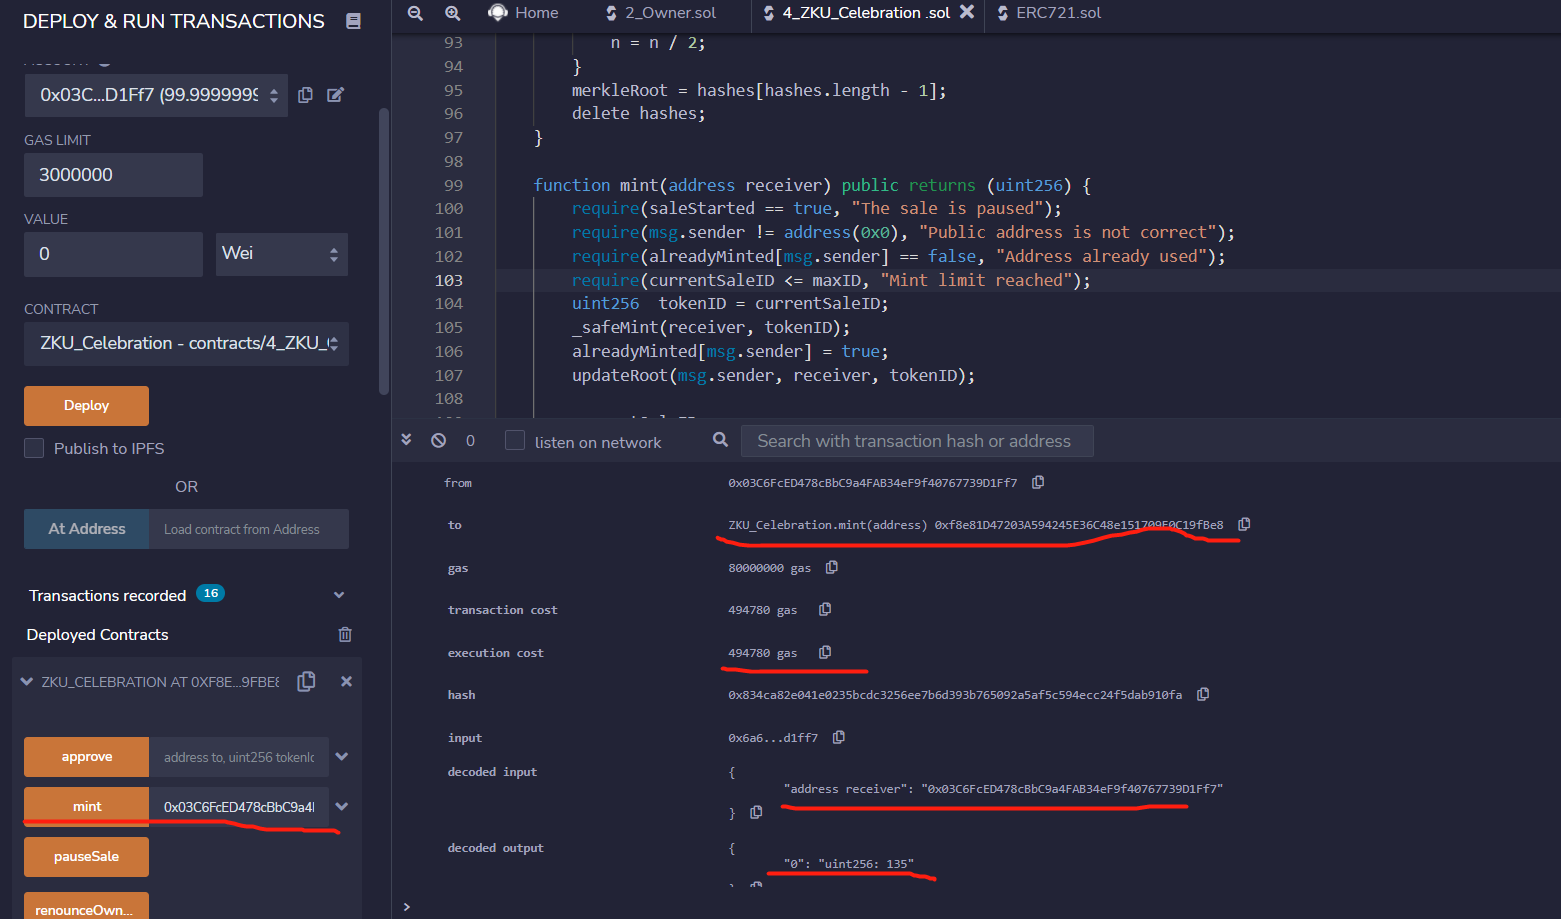 DEPLOY & RUN TRANSACTIONS
0x03C...D1Ff7 (99.9999999
GAS LIMIT
3000000
VALUE
0
Wei
CONTRACT
ZKU_Celebration - contracts/4_ZKU_
Deploy
Publish to IPFS
OR
At Address
Load contract from Address
Transactions recorded 16
Deployed Contracts
ZKU_CELEBRATION AT 0XF8E...9FBE8
approve
address to, uint256 tokenI
mint
0x03C6FcED478cBbC9a4
pauseSale
renounceOwn...
Home
2_Owner.sol
4_ZKU_Celebration .sol
ERC721.sol
93 n = n / 2;
94 }
95 merkleRoot = hashes[hashes.length - 1];
96 delete hashes;
97 }
98
99 function mint(address receiver) public returns (uint256) {
100 require(saleStarted == true, "The sale is paused");
101 require(msg.sender != address(0x0), "Public address is not correct");
102 require(alreadyMinted[msg.sender] == false, "Address already used");
103 require(currentSaleID <= maxID, "Mint limit reached");
104 uint256  tokenID = currentSaleID;
105 _safeMint(receiver, tokenID);
106 alreadyMinted[msg.sender] = true;
107 updateRoot(msg.sender, receiver, tokenID);
108
0
listen on network
Search with transaction hash or address
from 0x03C6FcED478cBbC9a4FAB34eF9f40767739D1Ff7
to ZKU_Celebration.mint(address) 0xf8e81D47203A594245E36C48e151709F0C19fBe8
gas 80000000 gas
transaction cost 494780 gas
execution cost 494780 gas
hash 0x834ca82e041e0235bcdc3256ee7b6d393b765092a5af5c594ecc24f5dab910fa
input 0x6a6...d1ff7
decoded input {
"address receiver": "0x03C6FcED478cBbC9a4FAB34eF9f40767739D1Ff7"
}
decoded output {
"0": "uint256: 135"
>